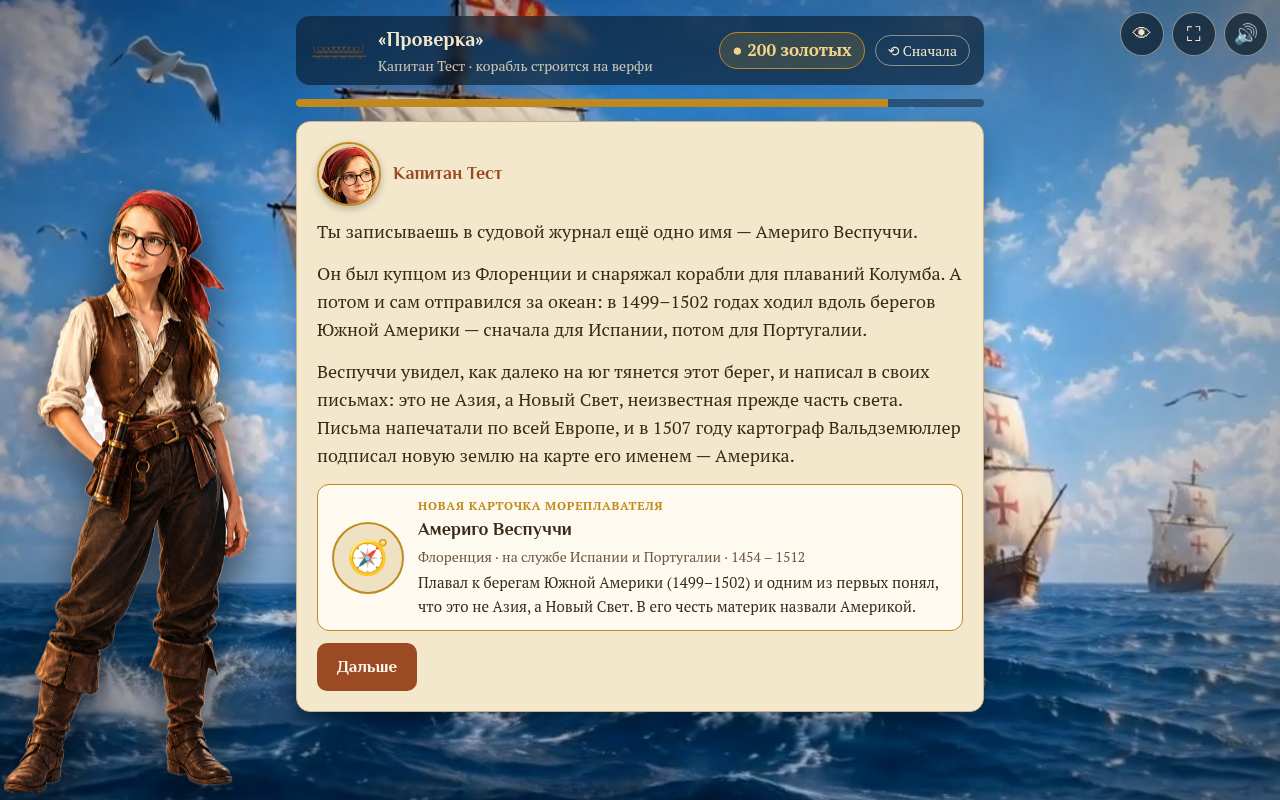 «Проверка»
Капитан Тест · корабль строится на верфи
● 200 золотых
⟲ Сначала
Капитан Тест
Ты записываешь в судовой журнал ещё одно имя — Америго Веспуччи.
Он был купцом из Флоренции и снаряжал корабли для плаваний Колумба. А
потом и сам отправился за океан: в 1499–1502 годах ходил вдоль берегов
Южной Америки — сначала для Испании, потом для Португалии.
Веспуччи увидел, как далеко на юг тянется этот берег, и написал в своих
письмах: это не Азия, а Новый Свет, неизвестная прежде часть света.
Письма напечатали по всей Европе, и в 1507 году картограф Вальдземюллер
подписал новую землю на карте его именем — Америка.
НОВАЯ КАРТОЧКА МОРЕПЛАВАТЕЛЯ
Америго Веспуччи
Флоренция · на службе Испании и Португалии · 1454 – 1512
Плавал к берегам Южной Америки (1499–1502) и одним из первых понял,
что это не Азия, а Новый Свет. В его честь материк назвали Америкой.
Дальше